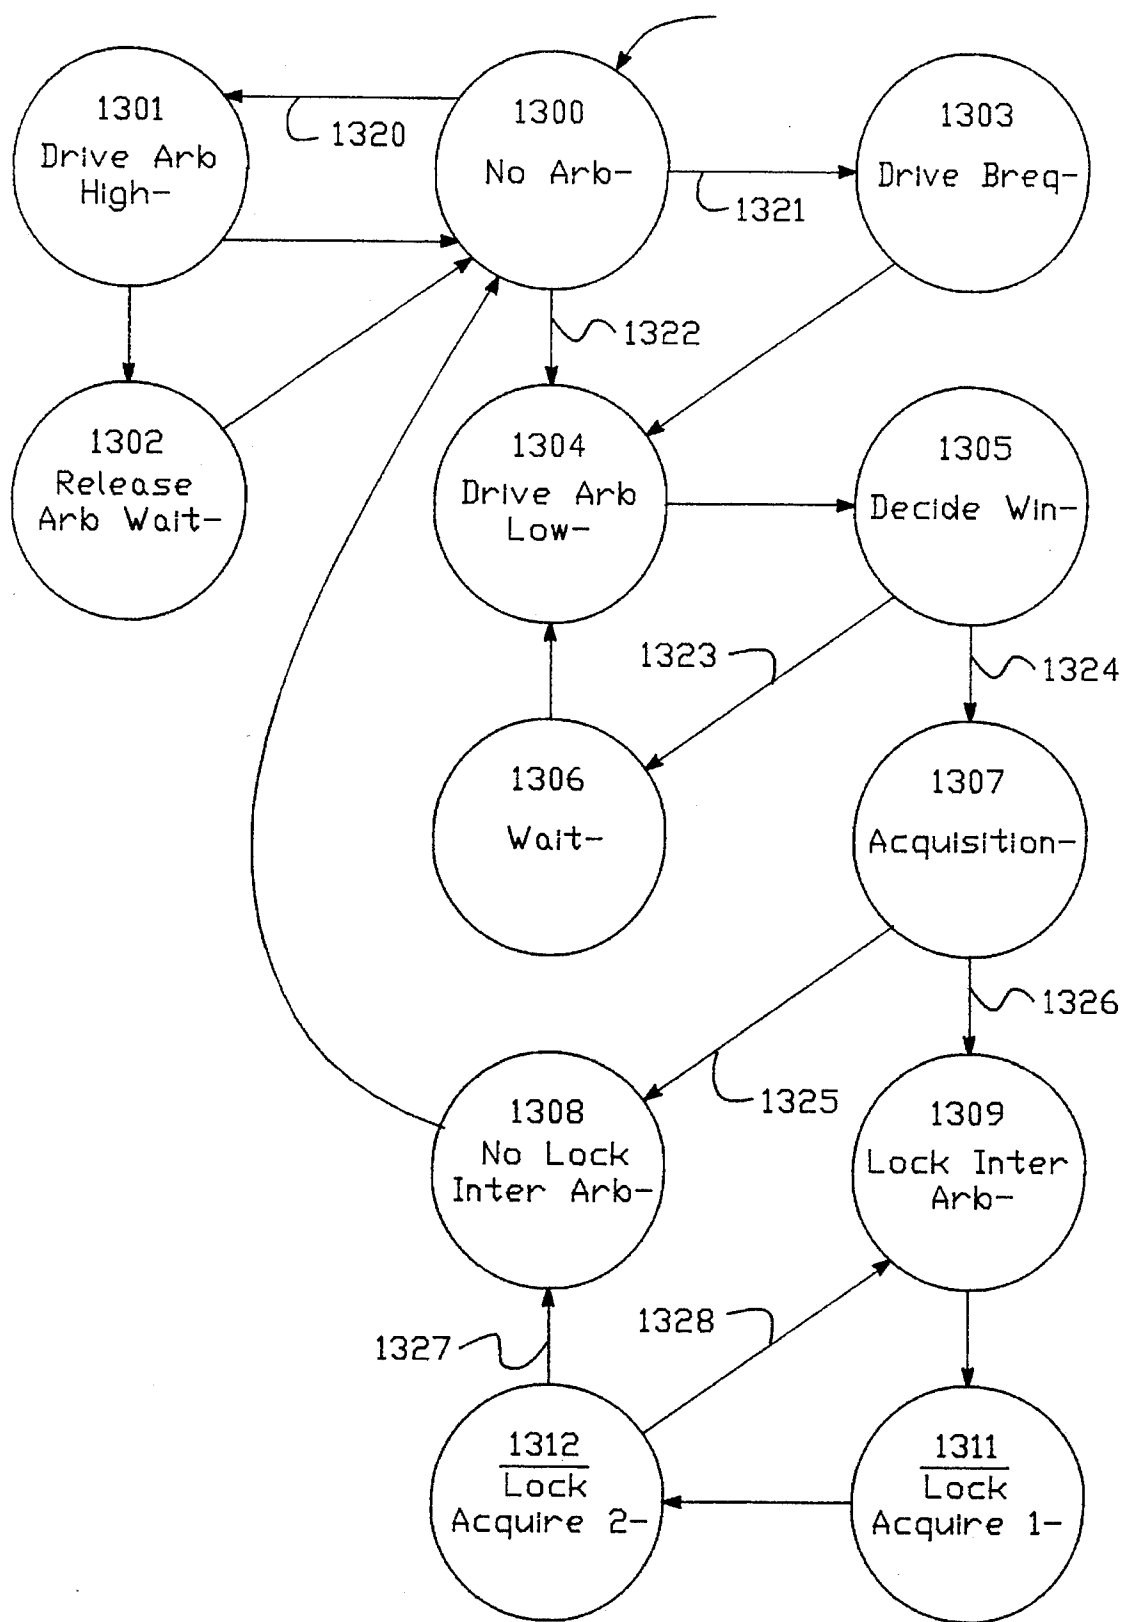 1301
Drive Arb
High-
1320
1300
No Arb-
1321
1303
Drive Breq-
1322
1302
Release
Arb Wait-
1304
Drive Arb
Low-
1305
Decide Win-
1323
1324
1306
Wait-
1307
Acquisition-
1325
1326
1308
No Lock
Inter Arb-
1309
Lock Inter
Arb-
1327
1328
1312
Lock
Acquire 2-
1311
Lock
Acquire 1-